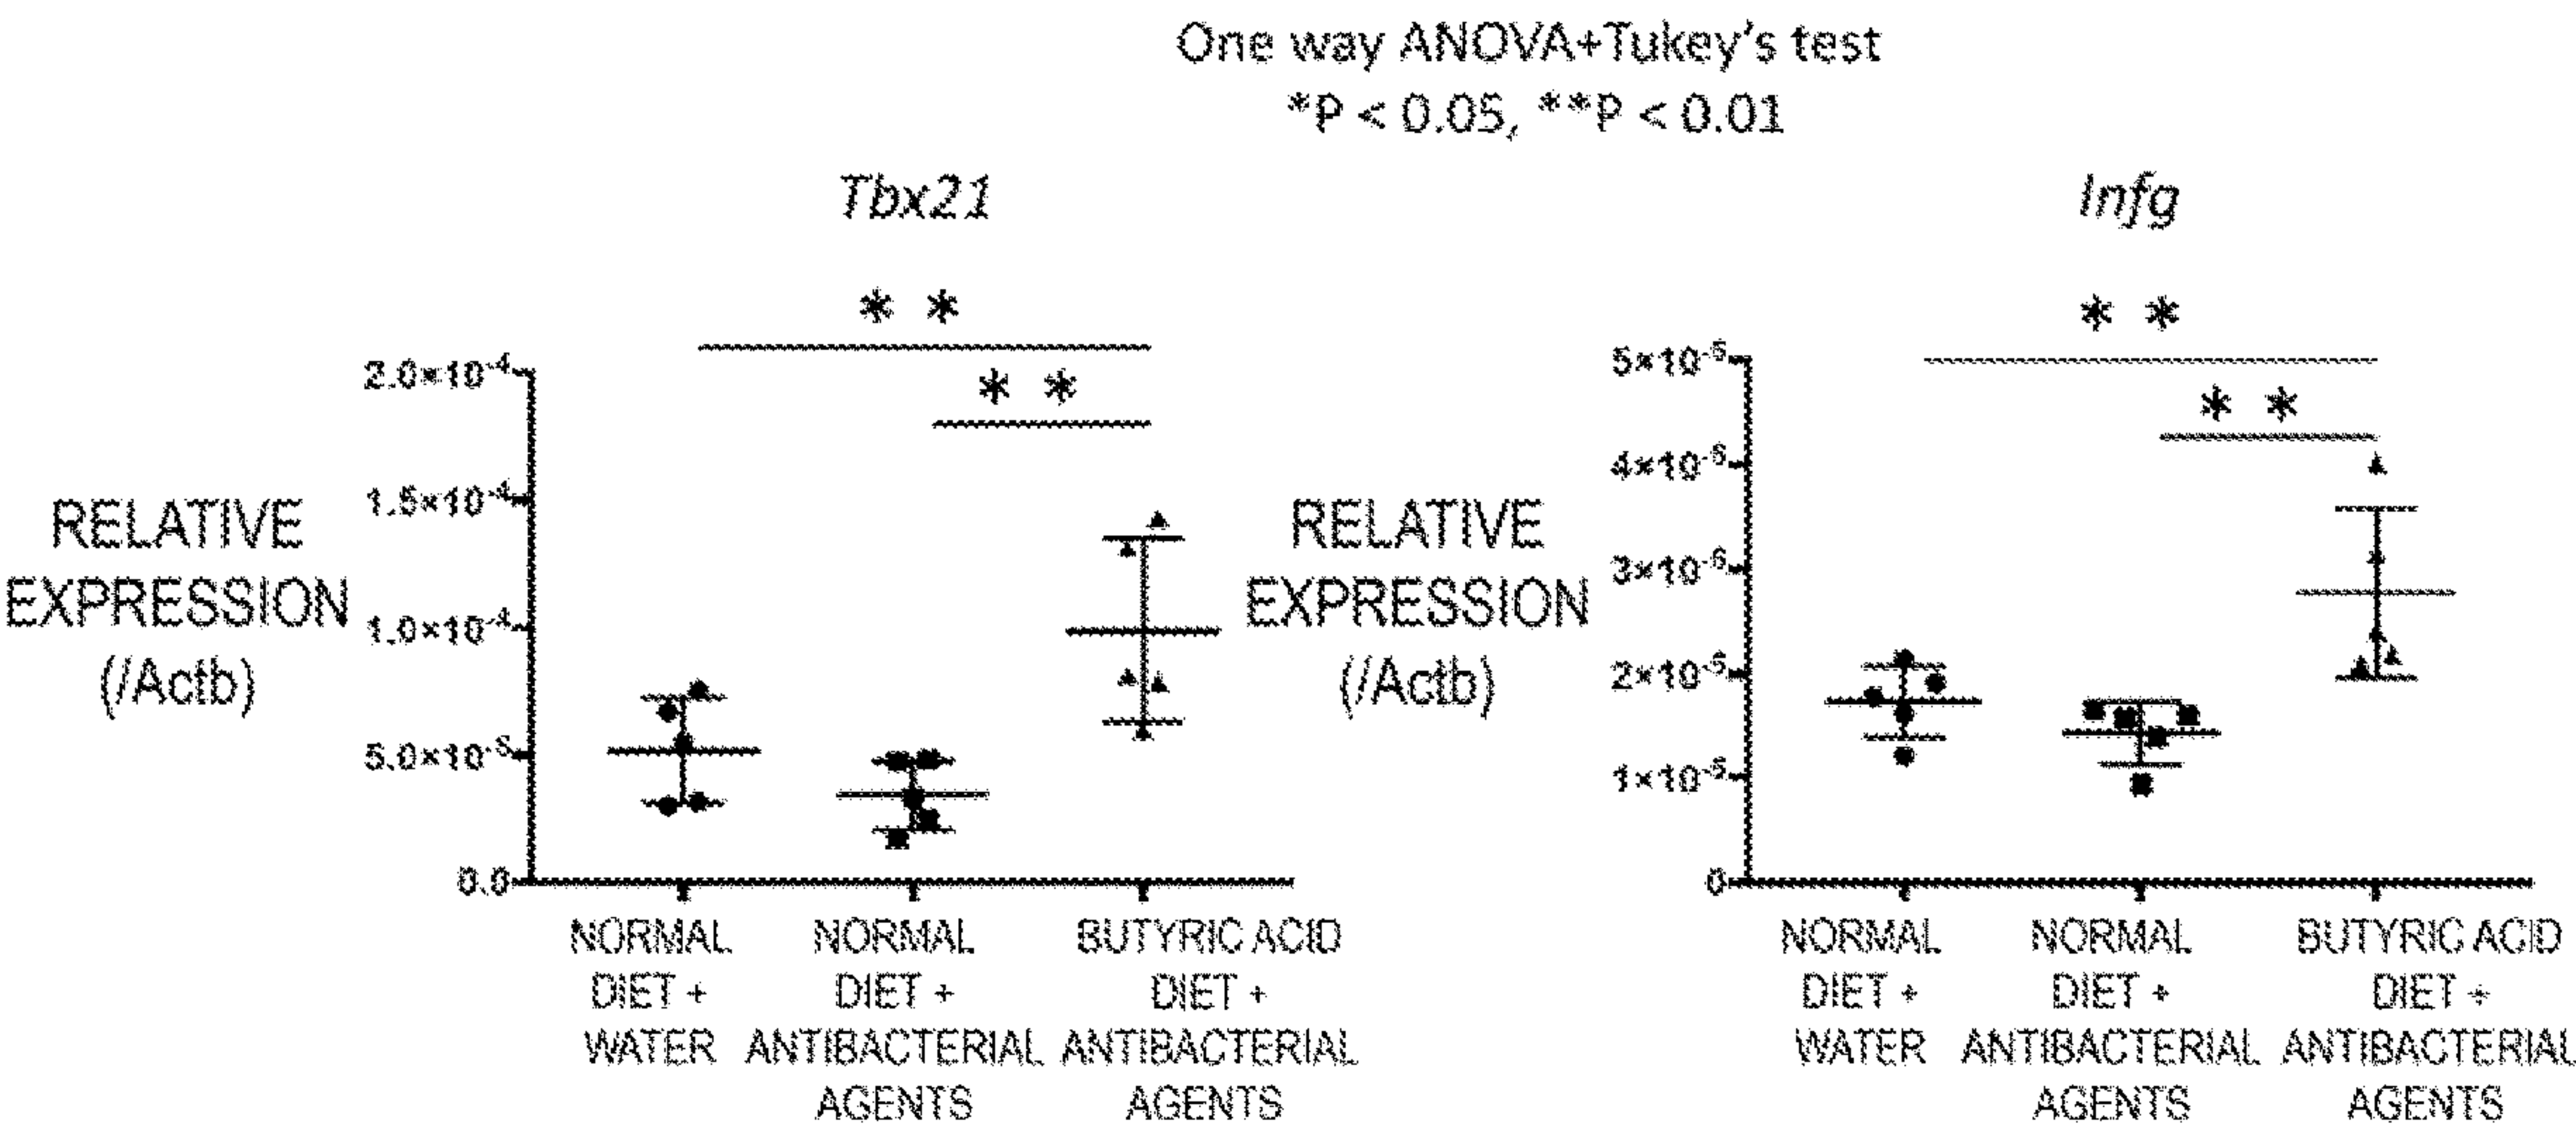 One way ANOVA+Tukey's test
*P < 0.05, **P < 0.01
Tbx21
* *
* *
2.0×10⁻⁴
1.5×10⁻⁴
1.0×10⁻⁴
5.0×10⁻⁵
0.0
RELATIVE
EXPRESSION
(/Actb)
NORMAL
DIET +
WATER
NORMAL
DIET +
ANTIBACTERIAL
AGENTS
BUTYRIC ACID
DIET +
ANTIBACTERIAL
AGENTS
Infg
* *
* *
5×10⁻⁵
4×10⁻⁵
3×10⁻⁵
2×10⁻⁵
1×10⁻⁵
0
RELATIVE
EXPRESSION
(/Actb)
NORMAL
DIET +
WATER
NORMAL
DIET +
ANTIBACTERIAL
AGENTS
BUTYRIC ACID
DIET +
ANTIBACTERIAL
AGENTS